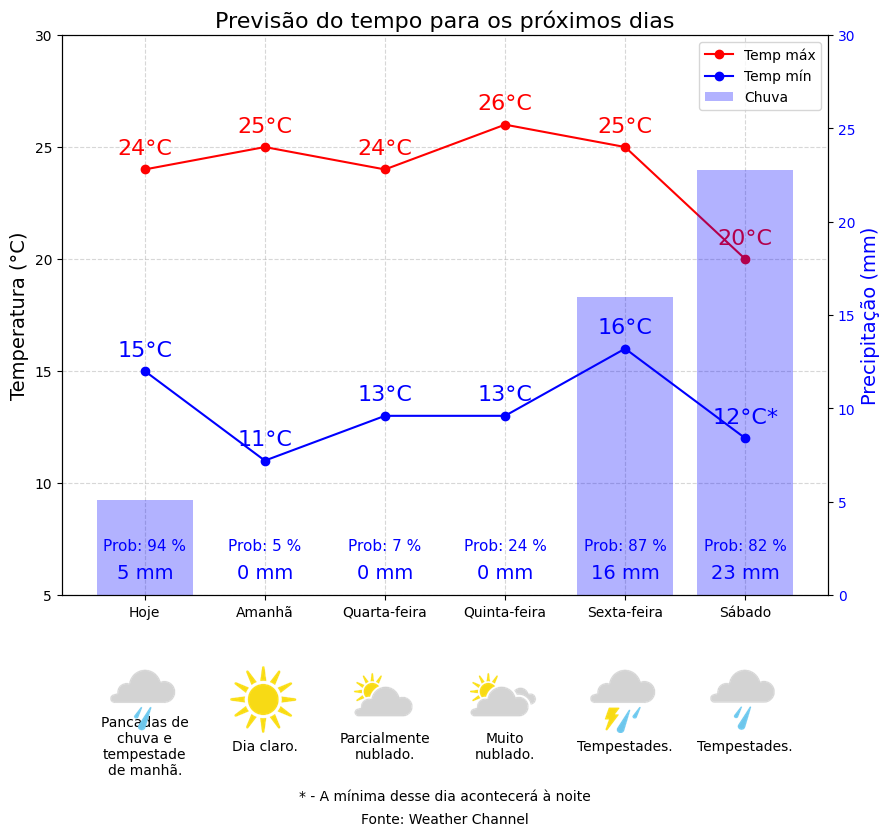 Previsão do tempo para os próximos dias
Temp máx
Temp mín
Chuva
Temperatura (°C)
30
25
20
15
10
5
Precipitação (mm)
30
25
20
15
10
5
0
24°C
25°C
24°C
26°C
25°C
20°C
15°C
11°C
13°C
13°C
16°C
12°C*
Prob: 94 %
Prob: 5 %
Prob: 7 %
Prob: 24 %
Prob: 87 %
Prob: 82 %
5 mm
0 mm
0 mm
0 mm
16 mm
23 mm
Hoje
Amanhã
Quarta-feira
Quinta-feira
Sexta-feira
Sábado
Pancadas de
chuva e
tempestade
de manhã.
Dia claro.
Parcialmente
nublado.
Muito
nublado.
Tempestades.
Tempestades.
* - A mínima desse dia acontecerá à noite
Fonte: Weather Channel